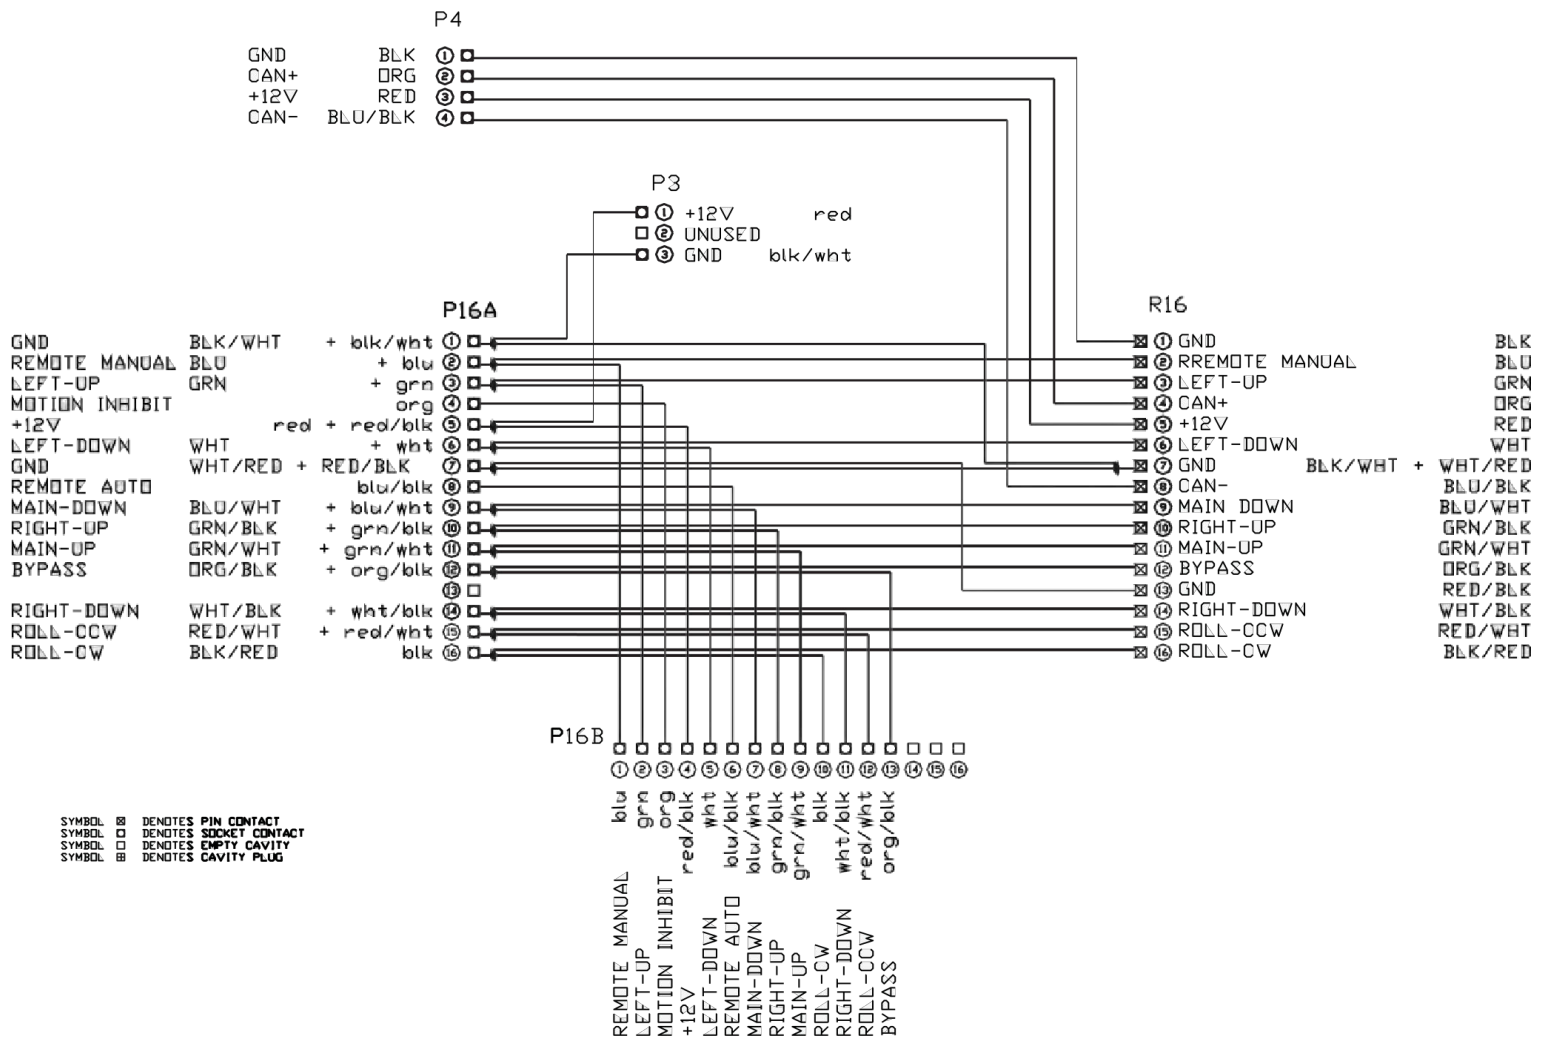 P4
GND BLK 1
CAN+ ORG 2
+12V RED 3
CAN- BLU/BLK 4
P3
1 +12V red
2 UNUSED
3 GND blk/wht
P16A
GND BLK/WHT + blk/wht 1
REMOTE MANUAL BLU + blu 2
LEFT-UP GRN + grn 3
MOTION INHIBIT org 4
+12V red + red/blk 5
LEFT-DOWN WHT + wht 6
GND WHT/RED + RED/BLK 7
REMOTE AUTO blu/blk 8
MAIN-DOWN BLU/WHT + blu/wht 9
RIGHT-UP GRN/BLK + grn/blk 10
MAIN-UP GRN/WHT + grn/wht 11
BYPASS ORG/BLK + org/blk 12
13
RIGHT-DOWN WHT/BLK + wht/blk 14
ROLL-CCW RED/WHT + red/wht 15
ROLL-CW BLK/RED blk 16
R16
1 GND BLK
2 RREMOTE MANUAL BLU
3 LEFT-UP GRN
4 CAN+ ORG
5 +12V RED
6 LEFT-DOWN WHT
7 GND BLK/WHT + WHT/RED
8 CAN- BLU/BLK
9 MAIN DOWN BLU/WHT
10 RIGHT-UP GRN/BLK
11 MAIN-UP GRN/WHT
12 BYPASS ORG/BLK
13 GND RED/BLK
14 RIGHT-DOWN WHT/BLK
15 ROLL-CCW RED/WHT
16 ROLL-CW BLK/RED
P16B
1 2 3 4 5 6 7 8 9 10 11 12 13 14 15 16
REMOTE MANUAL blu
LEFT-UP grn
MOTION INHIBIT org
+12V red/blk
LEFT-DOWN wht
REMOTE AUTO blu/blk
MAIN-DOWN blu/wht
RIGHT-UP grn/blk
MAIN-UP grn/wht
ROLL-CW blk
RIGHT-DOWN wht/blk
ROLL-CCW red/wht
BYPASS org/blk
SYMBOL DENOTES PIN CONTACT
SYMBOL DENOTES SOCKET CONTACT
SYMBOL DENOTES EMPTY CAVITY
SYMBOL DENOTES CAVITY PLUG